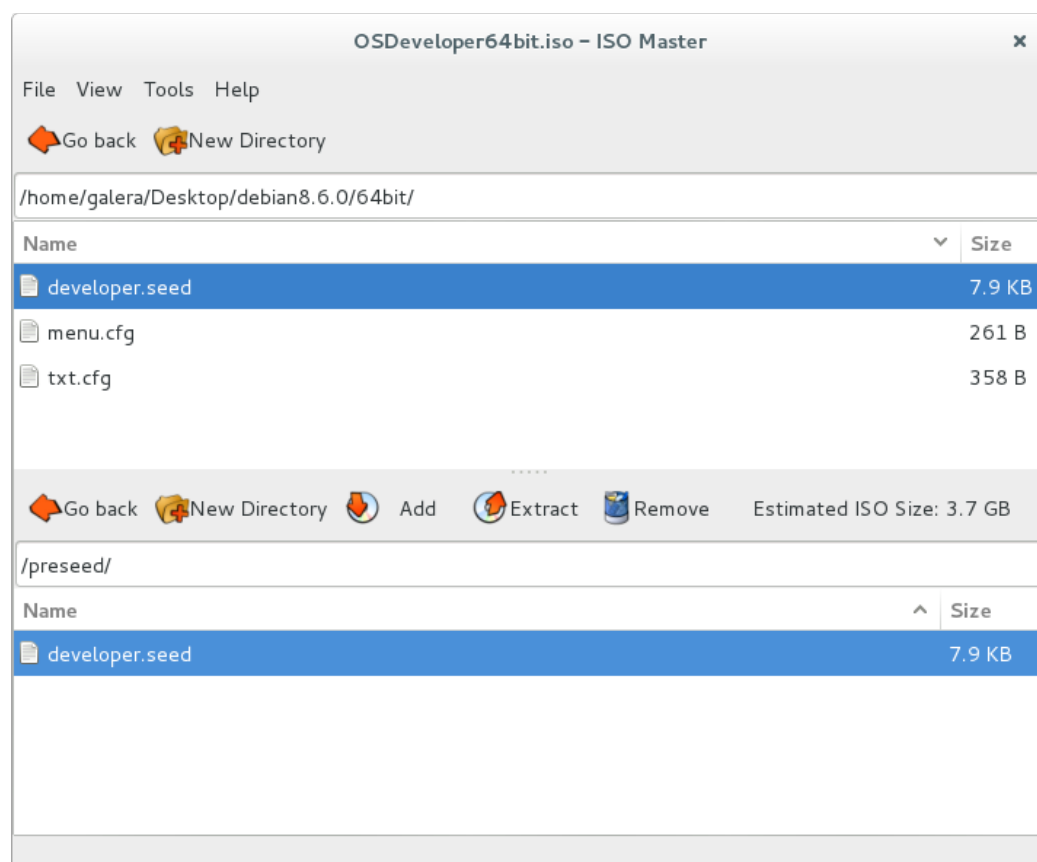 OSDeveloper64bit.iso – ISO Master
File View Tools Help
Go back New Directory
/home/galera/Desktop/debian8.6.0/64bit/
Name Size
developer.seed 7.9 KB
menu.cfg 261 B
txt.cfg 358 B
Go back New Directory Add Extract Remove Estimated ISO Size: 3.7 GB
/preseed/
Name Size
developer.seed 7.9 KB